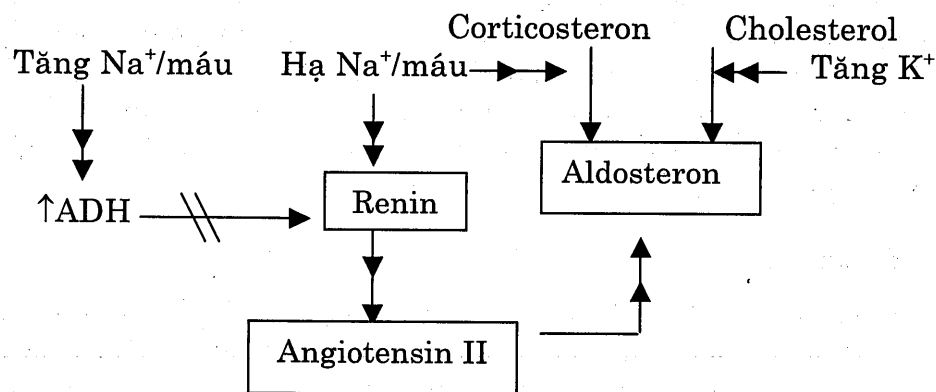 Corticosteron Cholesterol
Tăng Na⁺/máu Hạ Na⁺/máu Tăng K⁺
Aldosteron
↑ADH Renin
Angiotensin II